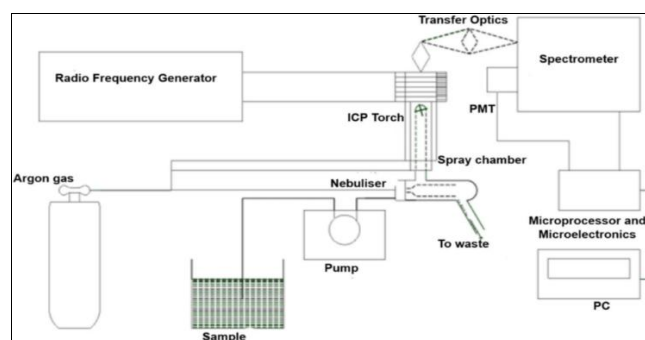 Transfer Optics
Radio Frequency Generator
Spectrometer
ICP Torch
PMT
Spray chamber
Argon gas
Nebuliser
Microprocessor and
Microelectronics
To waste
Pump
PC
Sample